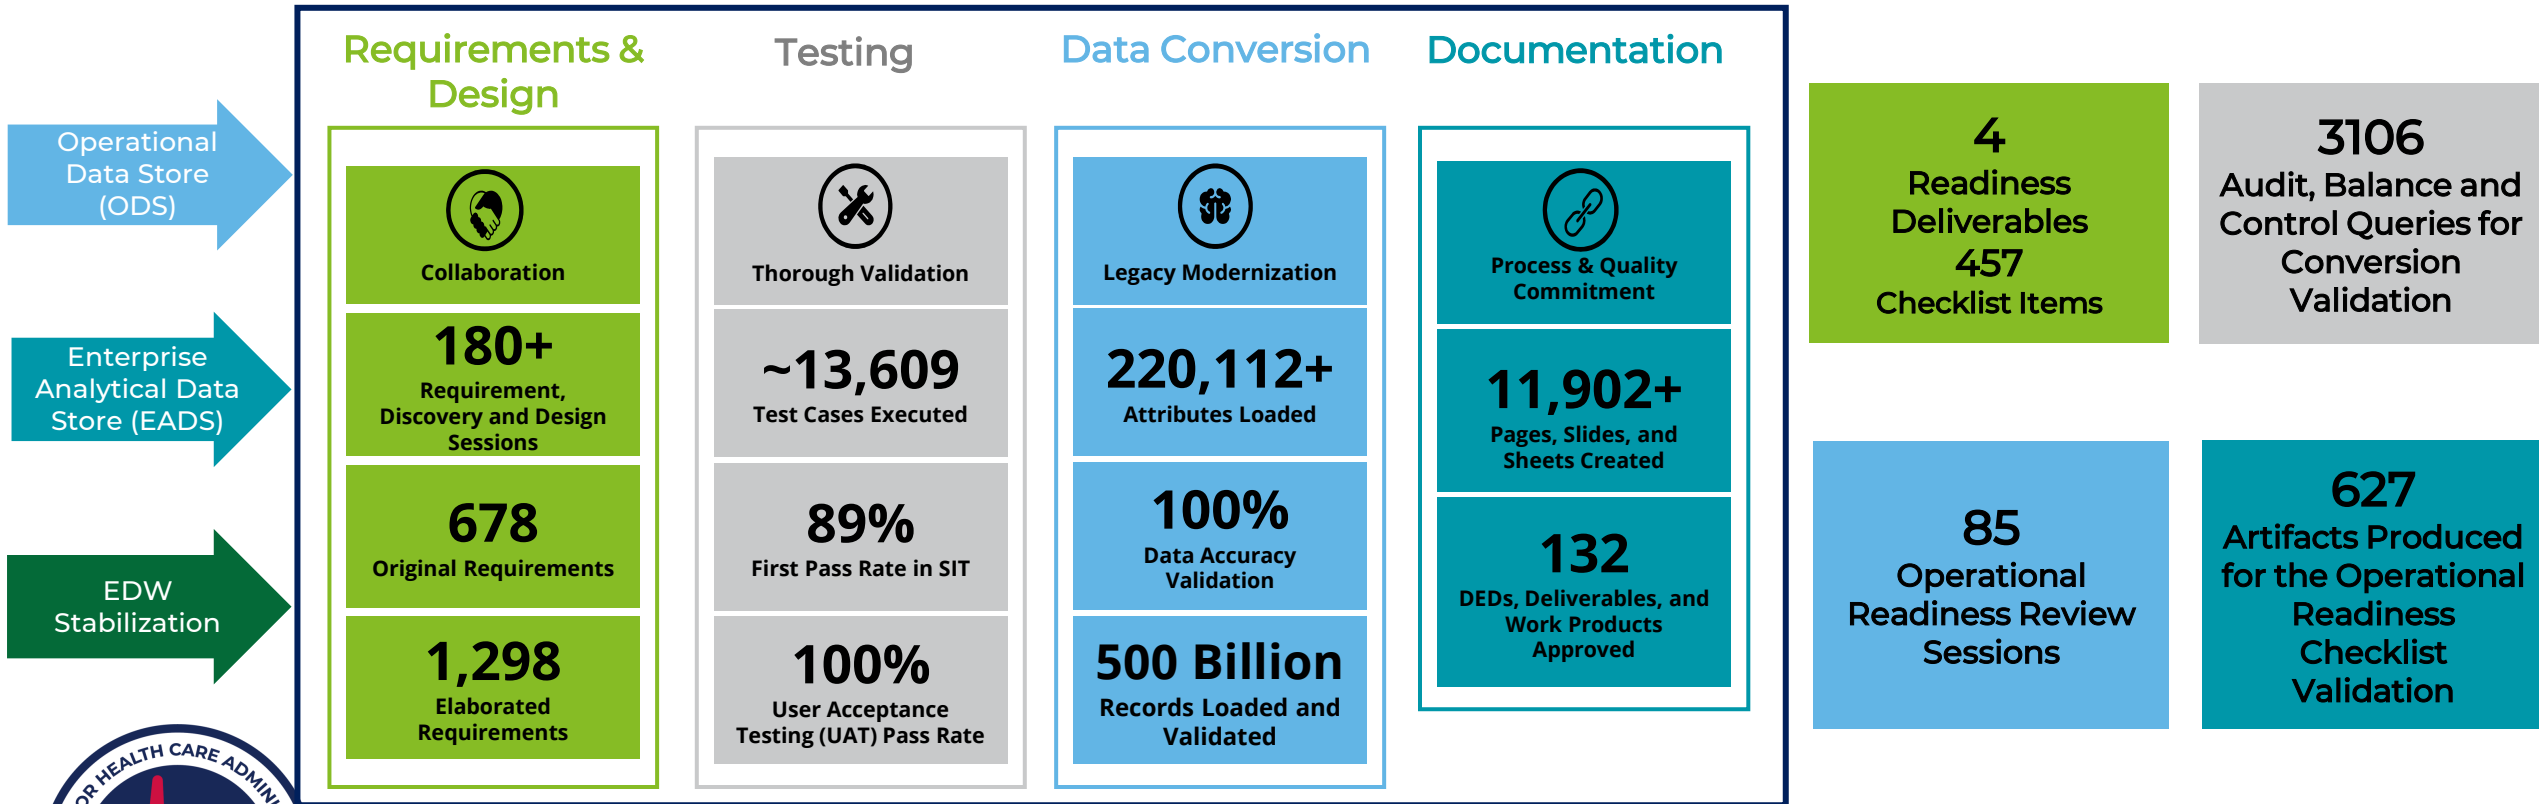 Operational
Data Store
(ODS)
Enterprise
Analytical Data
Store (EADS)
EDW
Stabilization
Requirements &
Design
Collaboration
180+
Requirement,
Discovery and Design
Sessions
678
Original Requirements
1,298
Elaborated
Requirements
Testing
Thorough Validation
~13,609
Test Cases Executed
89%
First Pass Rate in SIT
100%
User Acceptance
Testing (UAT) Pass Rate
Data Conversion
Legacy Modernization
220,112+
Attributes Loaded
100%
Data Accuracy
Validation
500 Billion
Records Loaded and
Validated
Documentation
Process & Quality
Commitment
11,902+
Pages, Slides, and
Sheets Created
132
DEDs, Deliverables, and
Work Products
Approved
4
Readiness
Deliverables
457
Checklist Items
3106
Audit, Balance and
Control Queries for
Conversion
Validation
85
Operational
Readiness Review
Sessions
627
Artifacts Produced
for the Operational
Readiness
Checklist
Validation
OR HEALTH CARE ADMIN